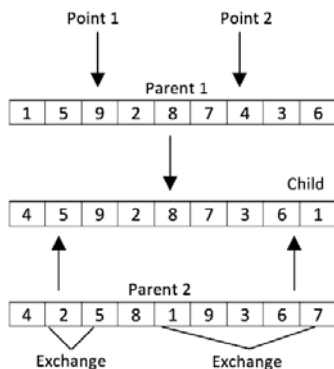 Point 1 Point 2
Parent 1
1 5 9 2 8 7 4 3 6
Child
4 5 9 2 8 7 3 6 1
Parent 2
4 2 5 8 1 9 3 6 7
Exchange Exchange